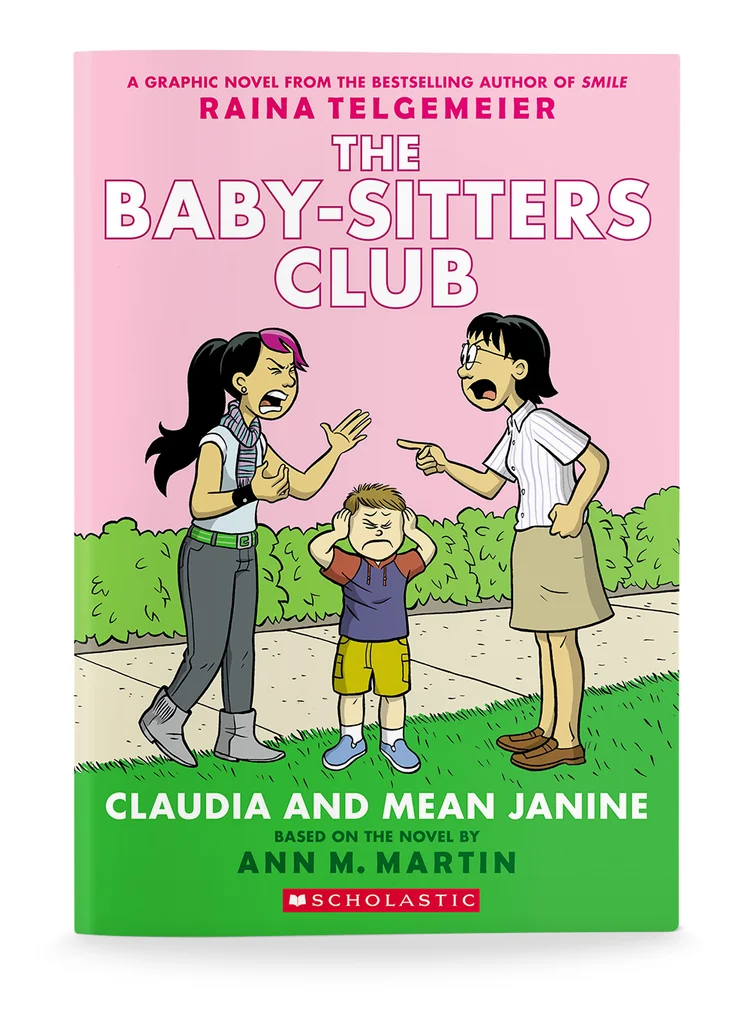 A GRAPHIC NOVEL FROM THE BESTSELLING AUTHOR OF SMILE
RAINA TELGEMEIER
THE
BABY-SITTERS
CLUB
CLAUDIA AND MEAN JANINE
BASED ON THE NOVEL BY
ANN M. MARTIN
SCHOLASTIC